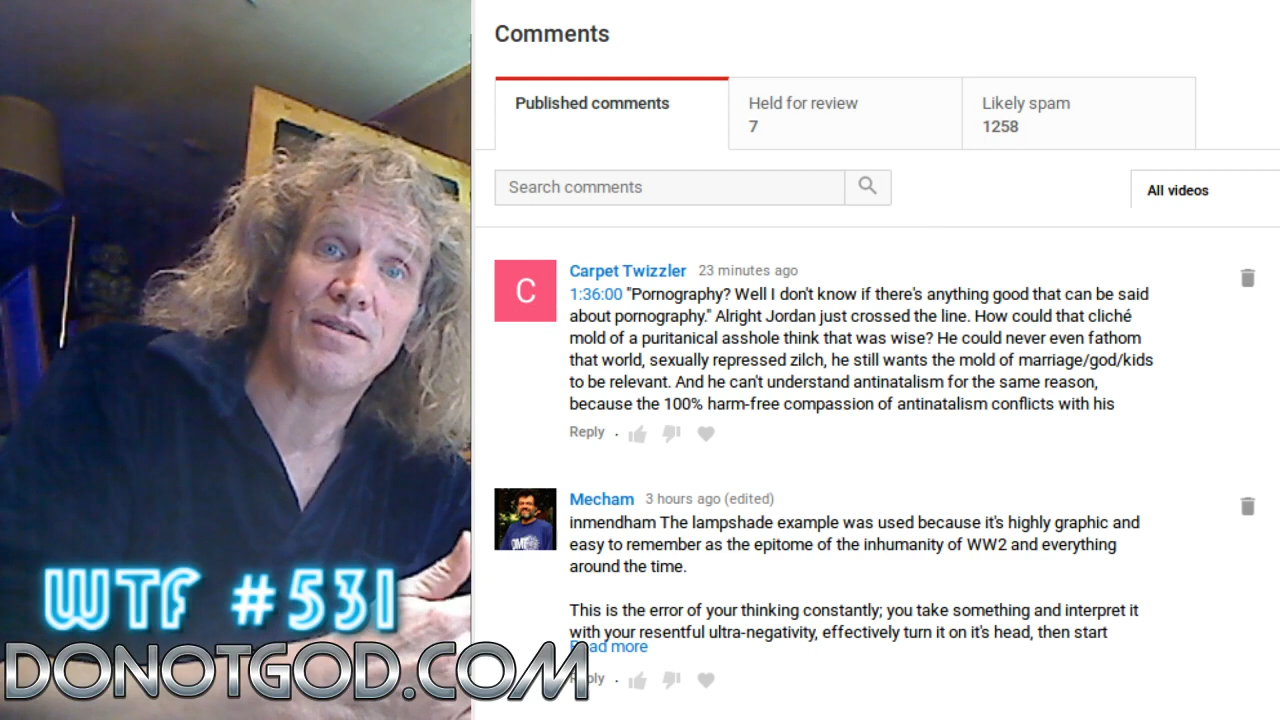 Comments
Published comments
Held for review
7
Likely spam
1258
Search comments
All videos
C
Carpet Twizzler 23 minutes ago
1:36:00 "Pornography? Well I don't know if there's anything good that can be said
about pornography." Alright Jordan just crossed the line. How could that cliché
mold of a puritanical asshole think that was wise? He could never even fathom
that world, sexually repressed zilch, he still wants the mold of marriage/god/kids
to be relevant. And he can't understand antinatalism for the same reason,
because the 100% harm-free compassion of antinatalism conflicts with his
Reply ·
Mecham 3 hours ago (edited)
inmendham The lampshade example was used because it's highly graphic and
easy to remember as the epitome of the inhumanity of WW2 and everything
around the time.
This is the error of your thinking constantly; you take something and interpret it
with your resentful ultra-negativity, effectively turn it on it's head, then start
Read more
Reply ·
WTF #531
DONOTGOD.COM